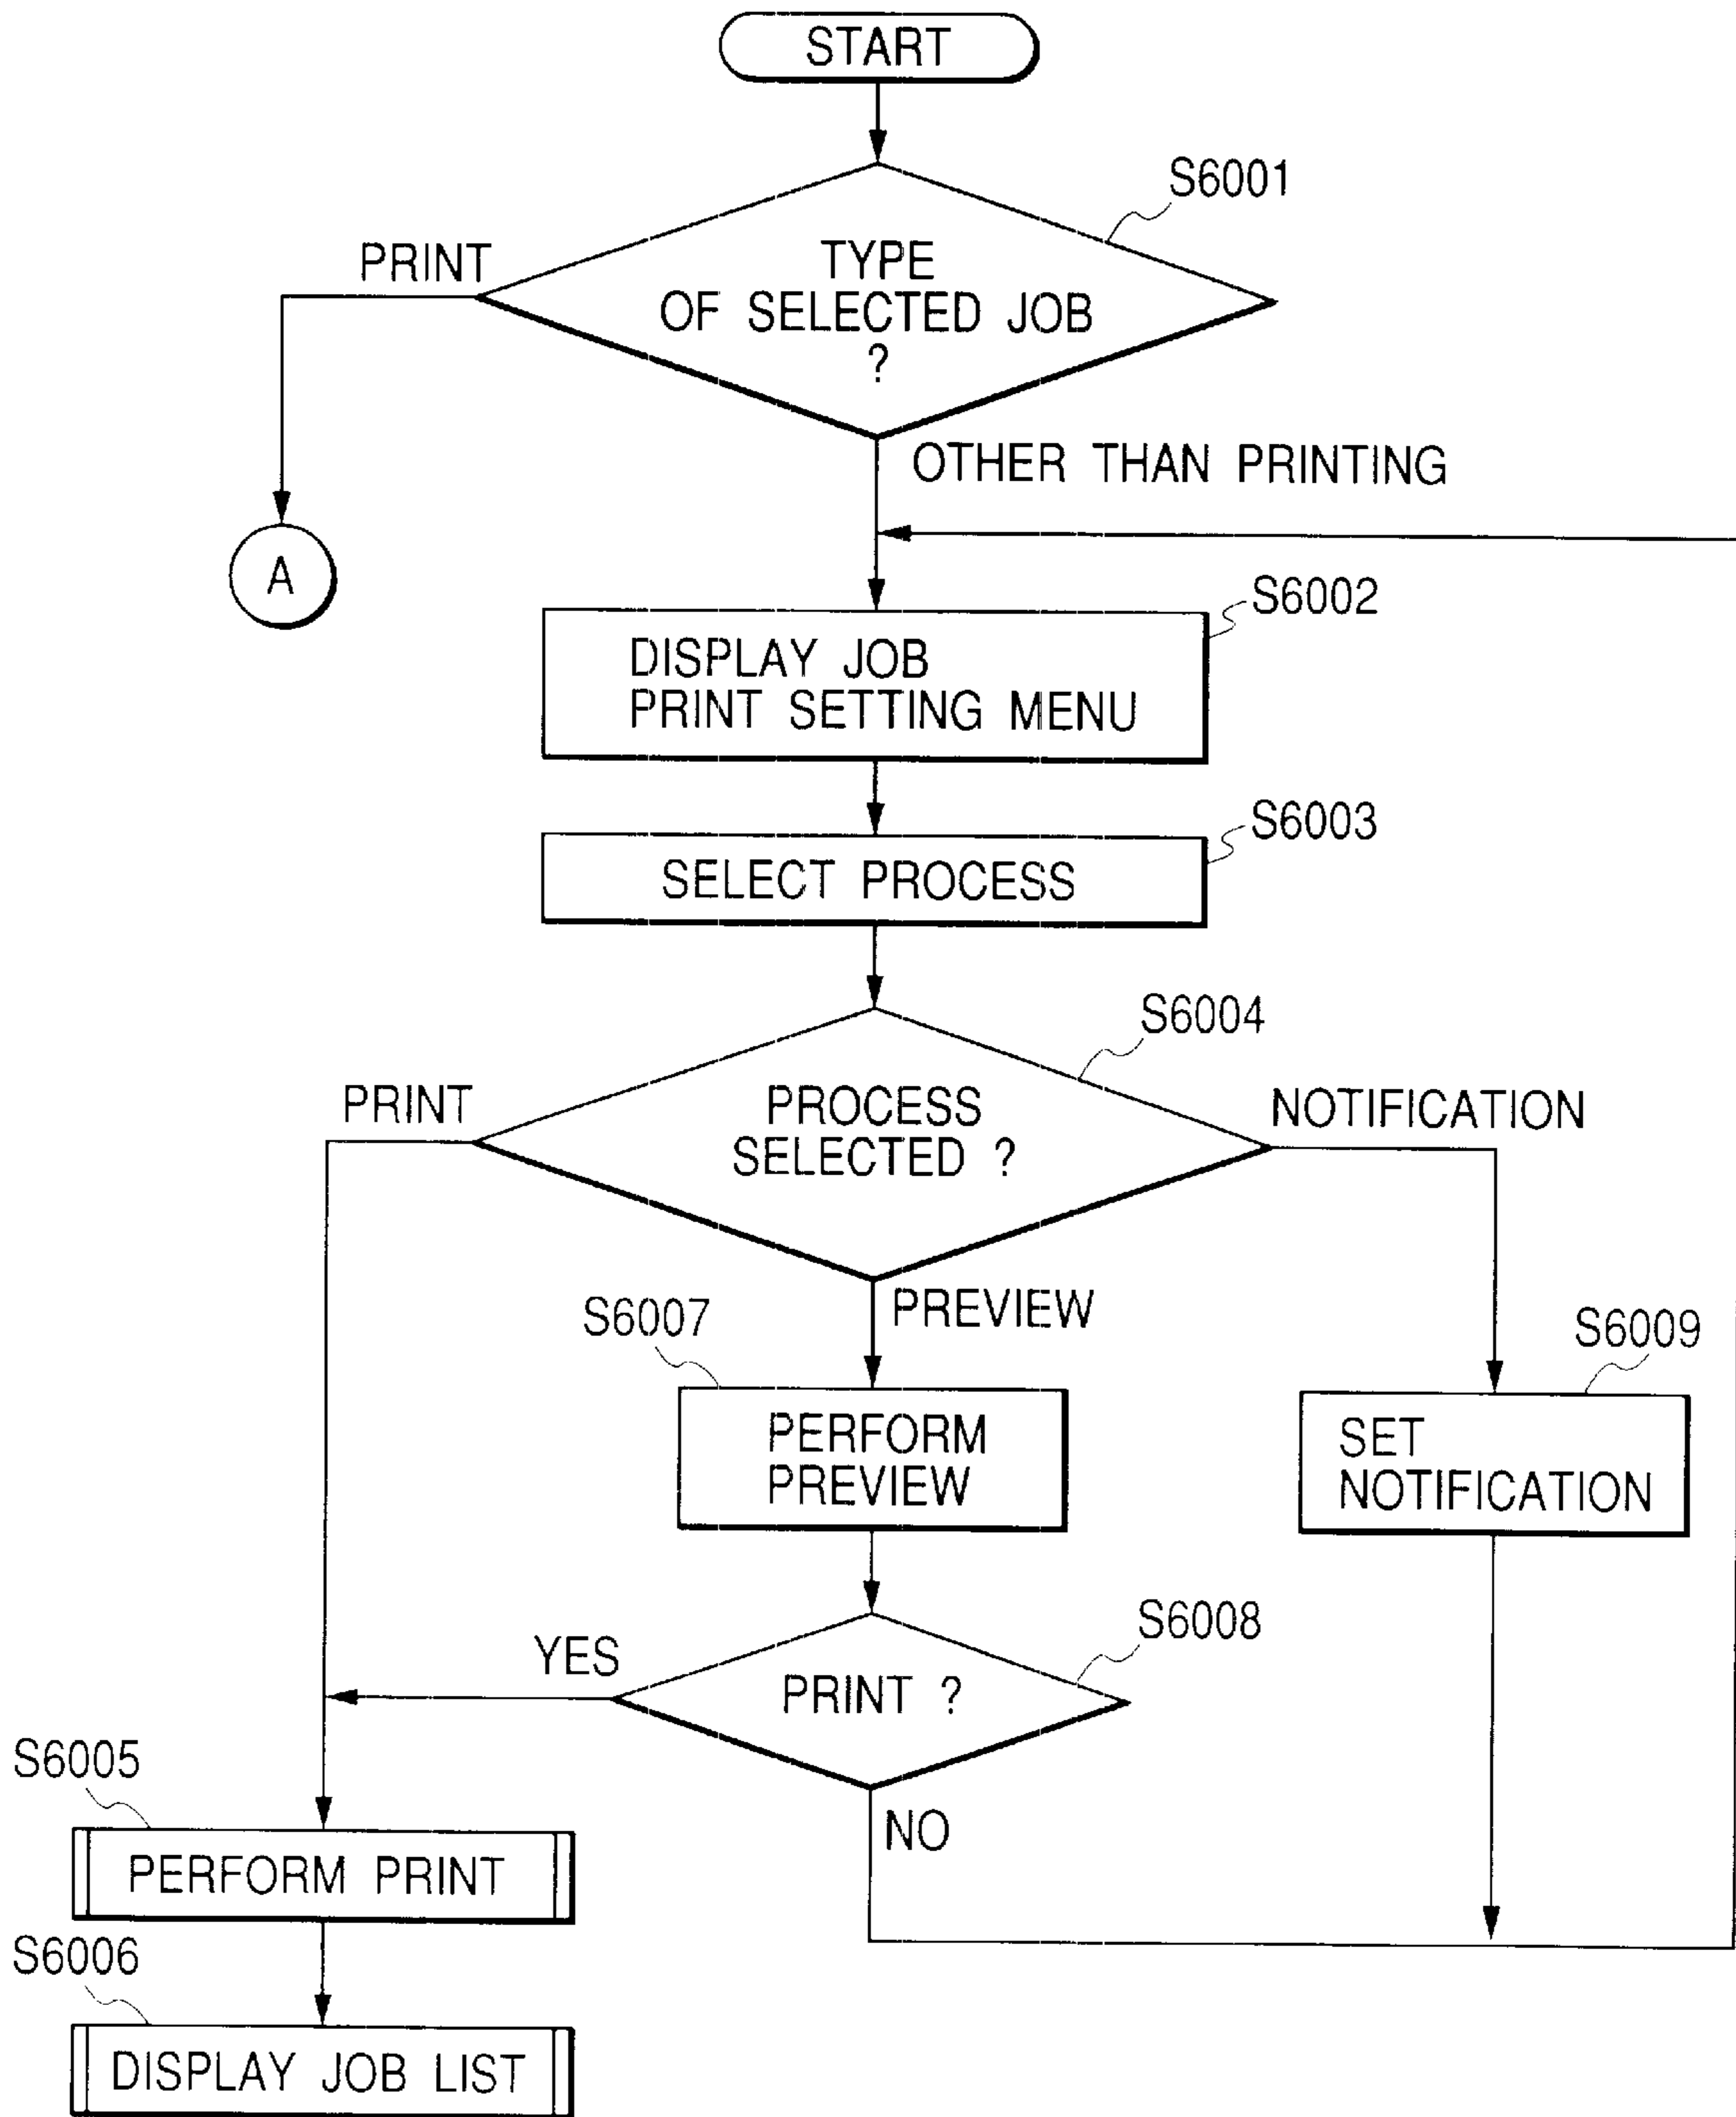 START
S6001
PRINT
TYPE
OF SELECTED JOB
?
OTHER THAN PRINTING
A
S6002
DISPLAY JOB
PRINT SETTING MENU
S6003
SELECT PROCESS
S6004
PRINT
PROCESS
SELECTED ?
NOTIFICATION
PREVIEW
S6007
S6009
PERFORM
PREVIEW
SET
NOTIFICATION
S6008
YES
PRINT ?
S6005
NO
PERFORM PRINT
S6006
DISPLAY JOB LIST